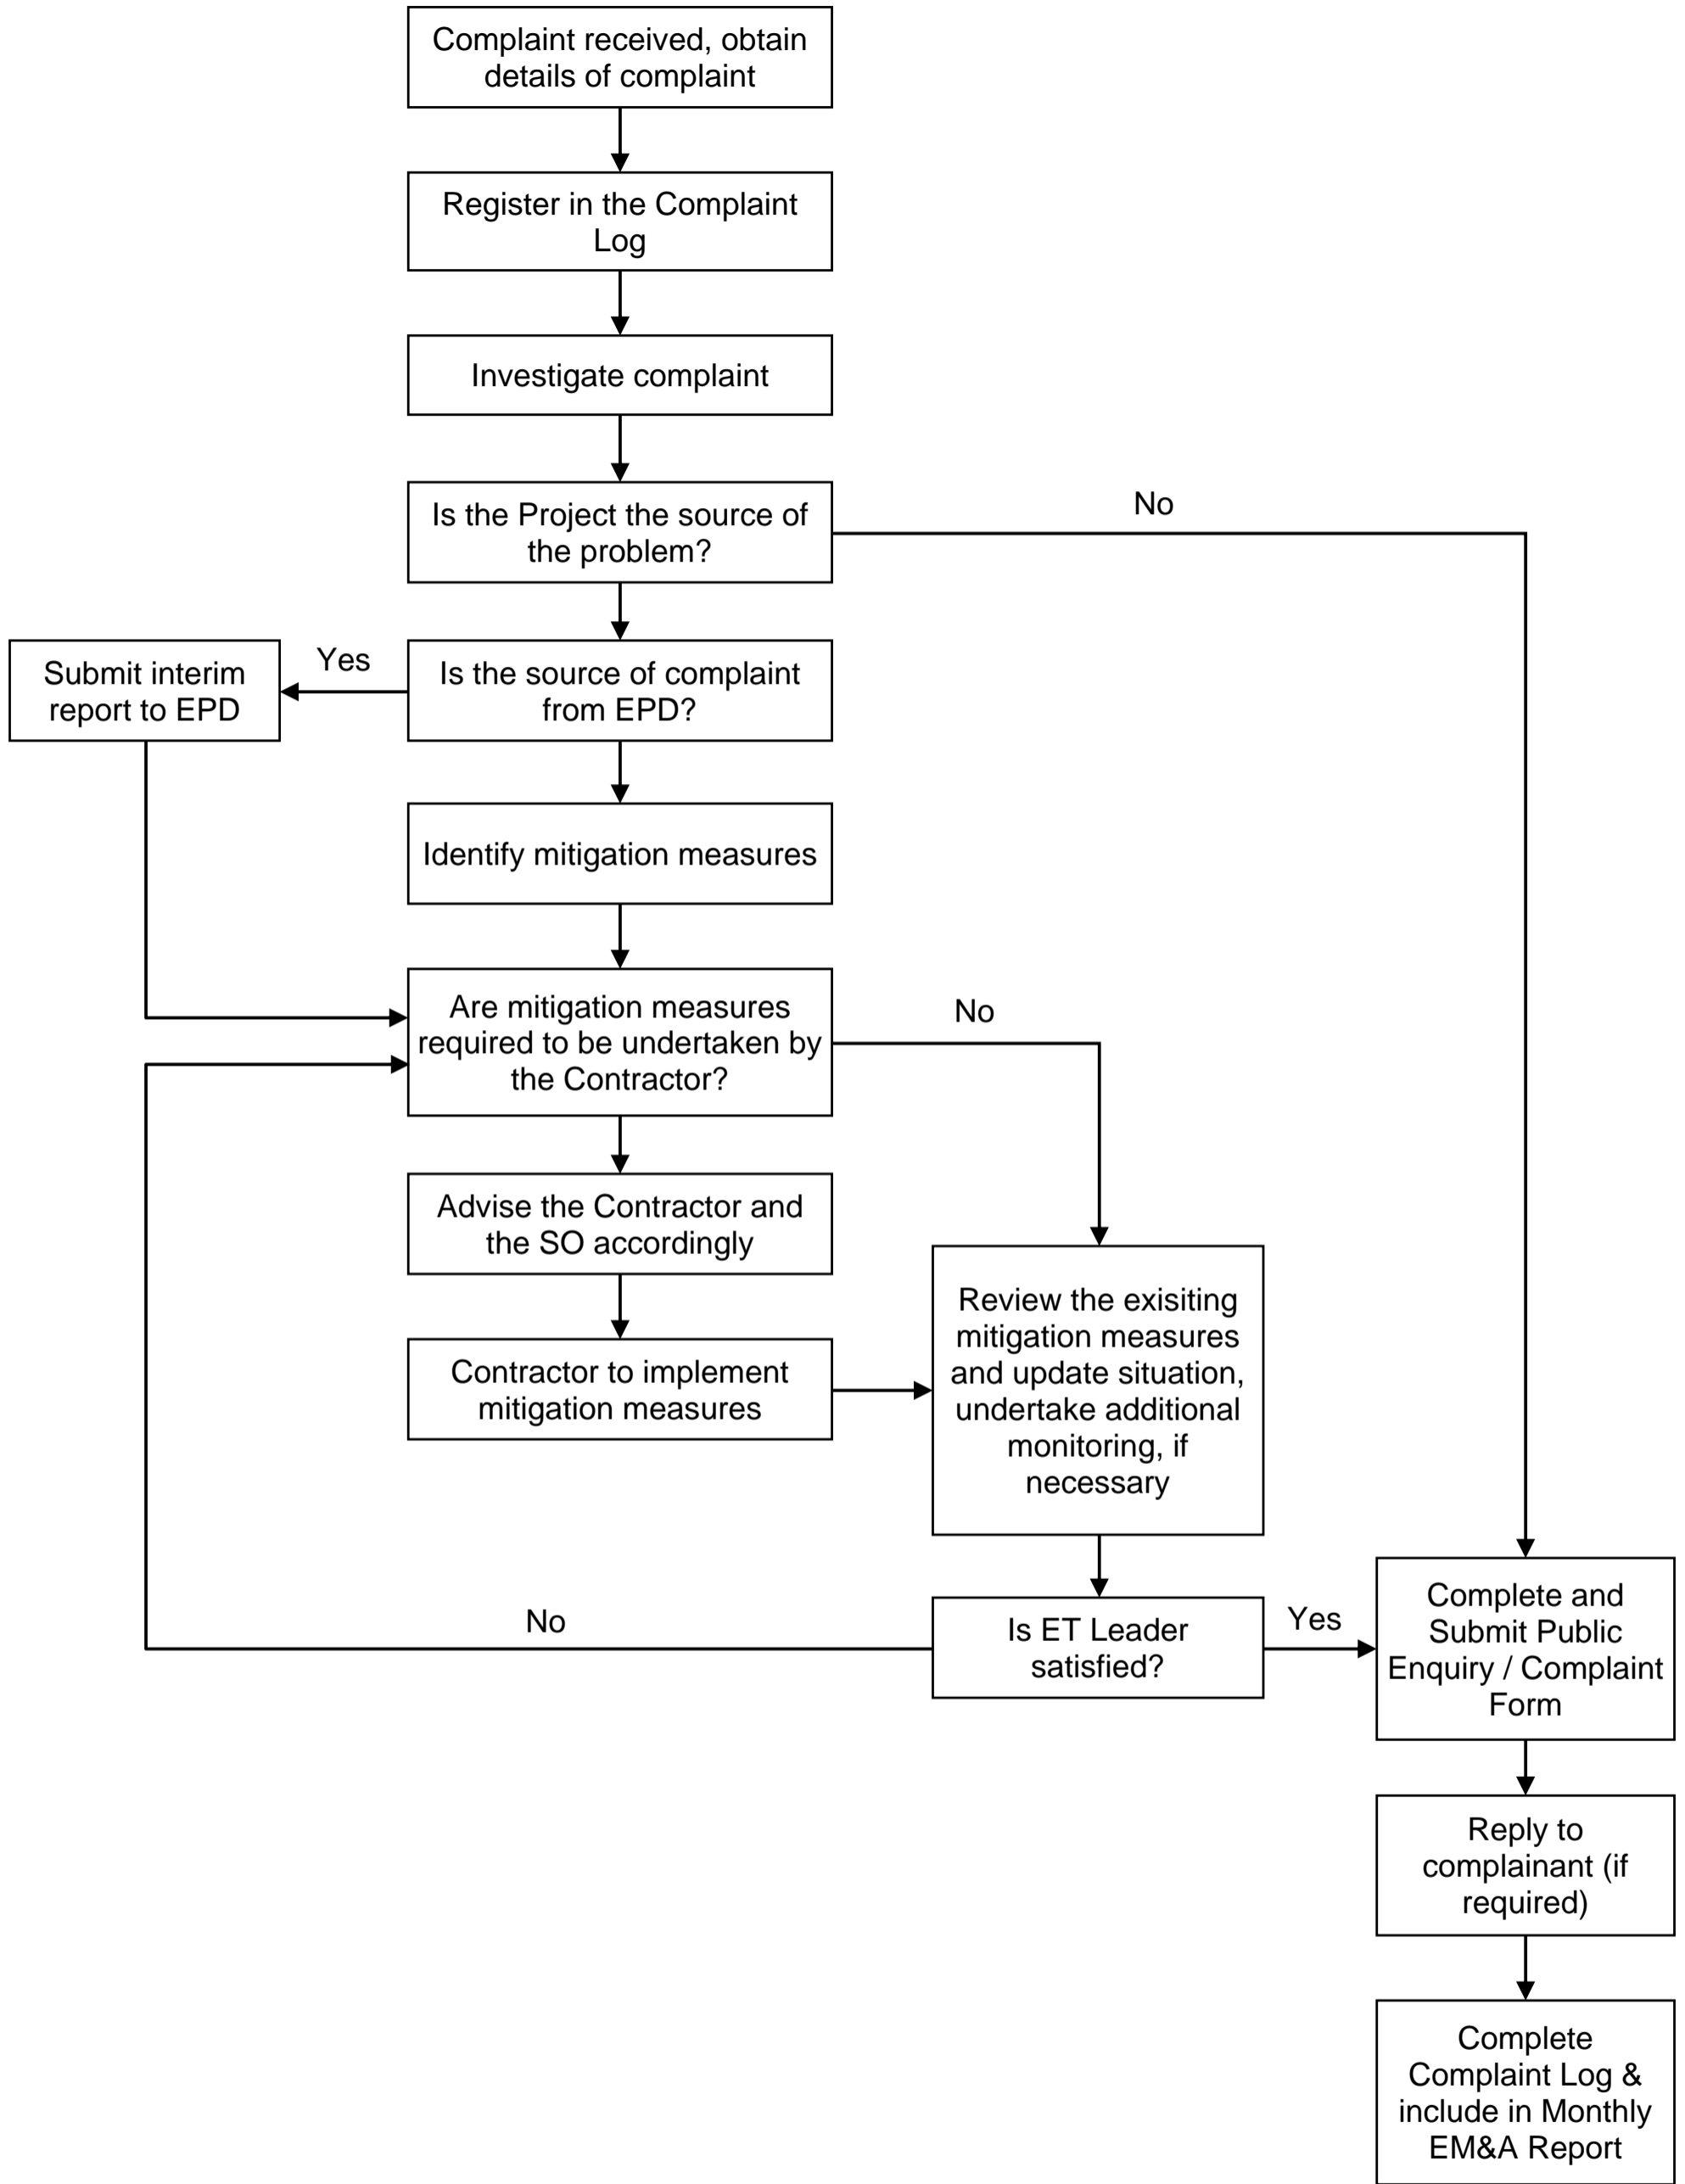 Complaint received, obtain
details of complaint
Register in the Complaint
Log
Investigate complaint
Is the Project the source of
the problem?
No
Submit interim
report to EPD
Yes
Is the source of complaint
from EPD?
Identify mitigation measures
Are mitigation measures
required to be undertaken by
the Contractor?
No
Advise the Contractor and
the SO accordingly
Contractor to implement
mitigation measures
Review the exisiting
mitigation measures
and update situation,
undertake additional
monitoring, if
necessary
No
Is ET Leader
satisfied?
Yes
Complete and
Submit Public
Enquiry / Complaint
Form
Reply to
complainant (if
required)
Complete
Complaint Log &
include in Monthly
EM&A Report